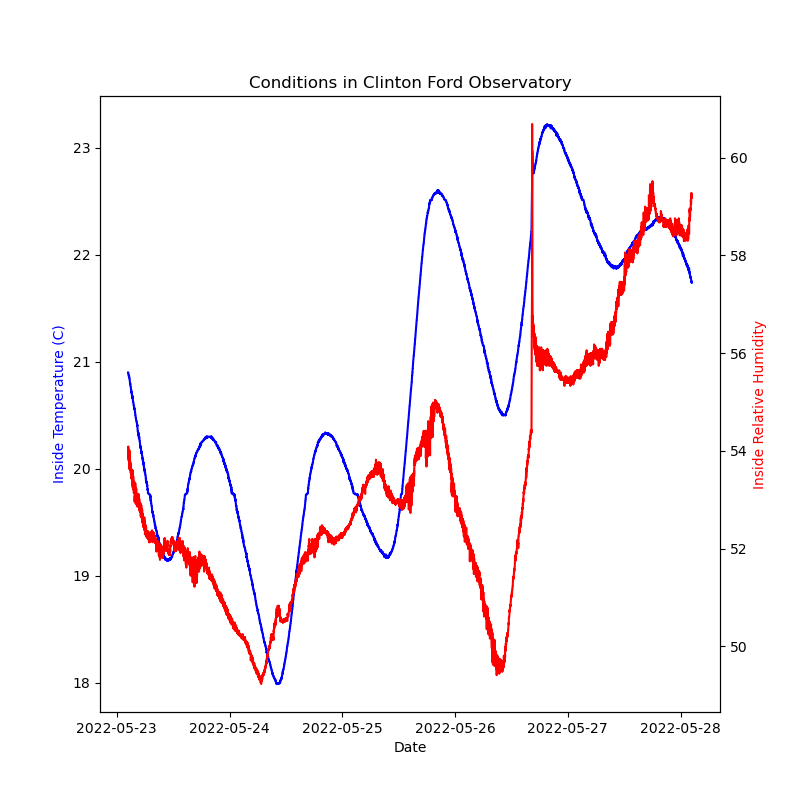 Conditions in Clinton Ford Observatory
23
22
21
20
19
18
Inside Temperature (C)
60
58
56
54
52
50
Inside Relative Humidity
2022-05-23 2022-05-24 2022-05-25 2022-05-26 2022-05-27 2022-05-28
Date